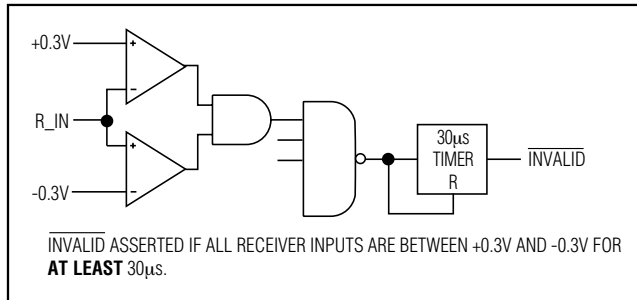 +0.3V
+
-
R_IN
+
-
-0.3V
30µs
TIMER
R
INVALID
INVALID ASSERTED IF ALL RECEIVER INPUTS ARE BETWEEN +0.3V AND -0.3V FOR
AT LEAST 30µs.